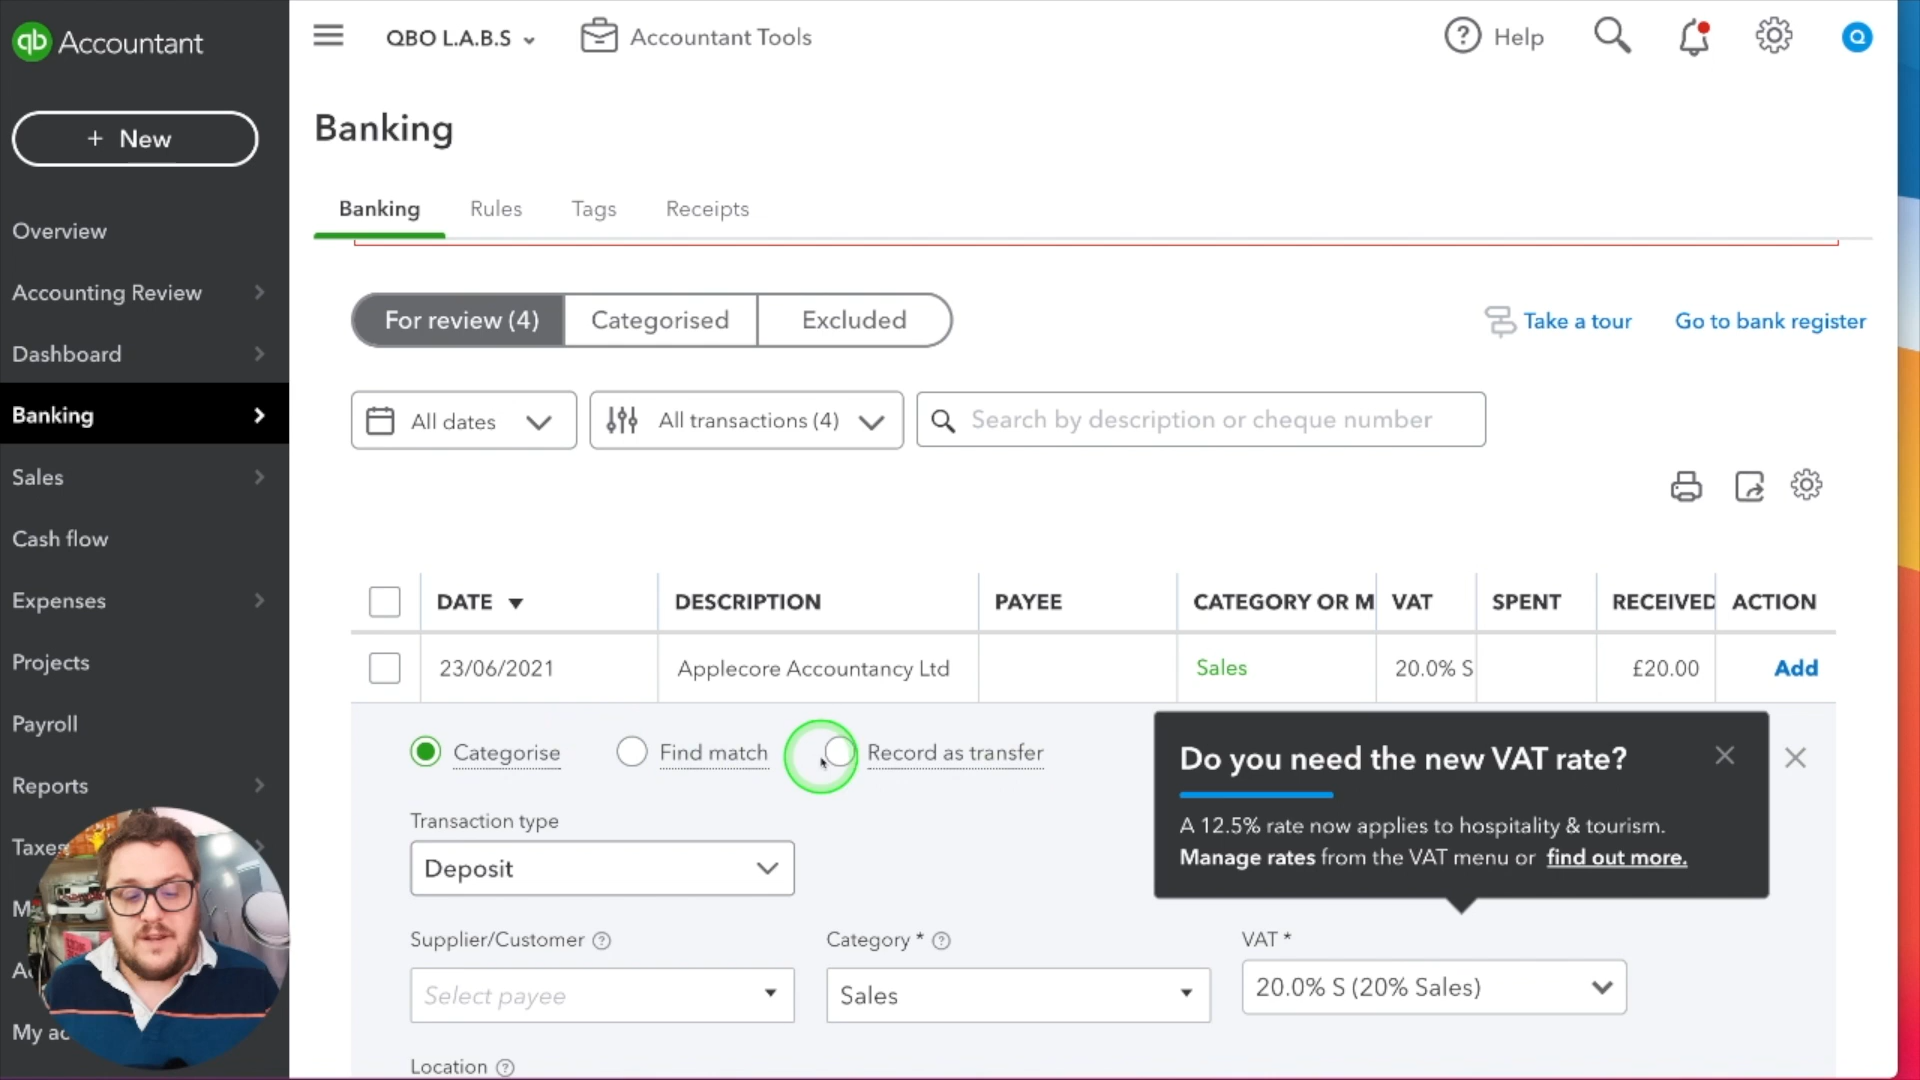 qb Accountant
QBO L.A.B.S
Accountant Tools
Help
Q
+ New
Banking
Banking
Rules
Tags
Receipts
Overview
Accounting Review
Dashboard
Banking
Sales
Cash flow
Expenses
Projects
Payroll
Reports
Taxes
My ac
For review (4)
Categorised
Excluded
Take a tour
Go to bank register
All dates
All transactions (4)
Search by description or cheque number
DATE
DESCRIPTION
PAYEE
CATEGORY OR M
VAT
SPENT
RECEIVED
ACTION
23/06/2021
Applecore Accountancy Ltd
Sales
20.0% S
£20.00
Add
Categorise
Find match
Record as transfer
Do you need the new VAT rate?
A 12.5% rate now applies to hospitality & tourism.
Manage rates from the VAT menu or find out more.
Transaction type
Deposit
Supplier/Customer
Category *
VAT *
Select payee
Sales
20.0% S (20% Sales)
Location